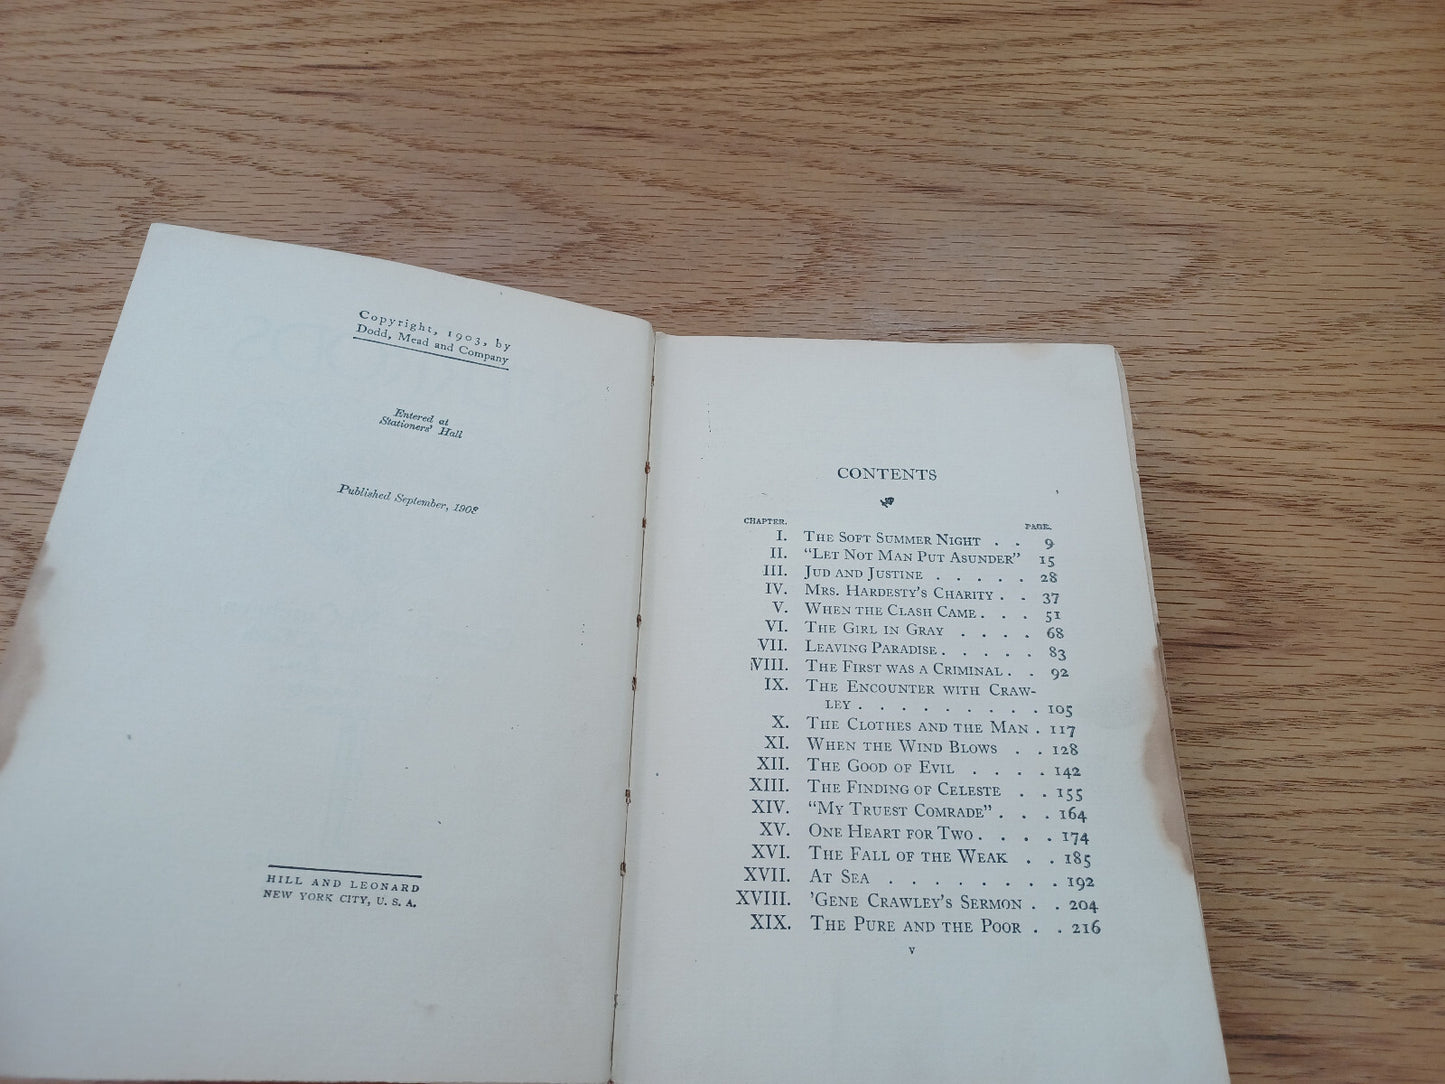 Copyright, 1903, by
Dodd, Mead and Company
Entered at
Stationers' Hall
Published September, 1903
HILL AND LEONARD
NEW YORK CITY, U. S. A.
CONTENTS
CHAPTER. PAGE.
I. The Soft Summer Night . . 9
II. “Let Not Man Put Asunder” 15
III. Jud and Justine . . . . . 28
IV. Mrs. Hardesty's Charity . . 37
V. When the Clash Came . . . 51
VI. The Girl in Gray . . . . 68
VII. Leaving Paradise . . . . . 83
VIII. The First was a Criminal . . 92
IX. The Encounter with Craw-
ley . . . . . . . . . 105
X. The Clothes and the Man . 117
XI. When the Wind Blows . . 128
XII. The Good of Evil . . . . 142
XIII. The Finding of Celeste . . 155
XIV. “My Truest Comrade” . . . 164
XV. One Heart for Two . . . . 174
XVI. The Fall of the Weak . . 185
XVII. At Sea . . . . . . . . 192
XVIII. 'Gene Crawley's Sermon . . 204
XIX. The Pure and the Poor . . 216
v